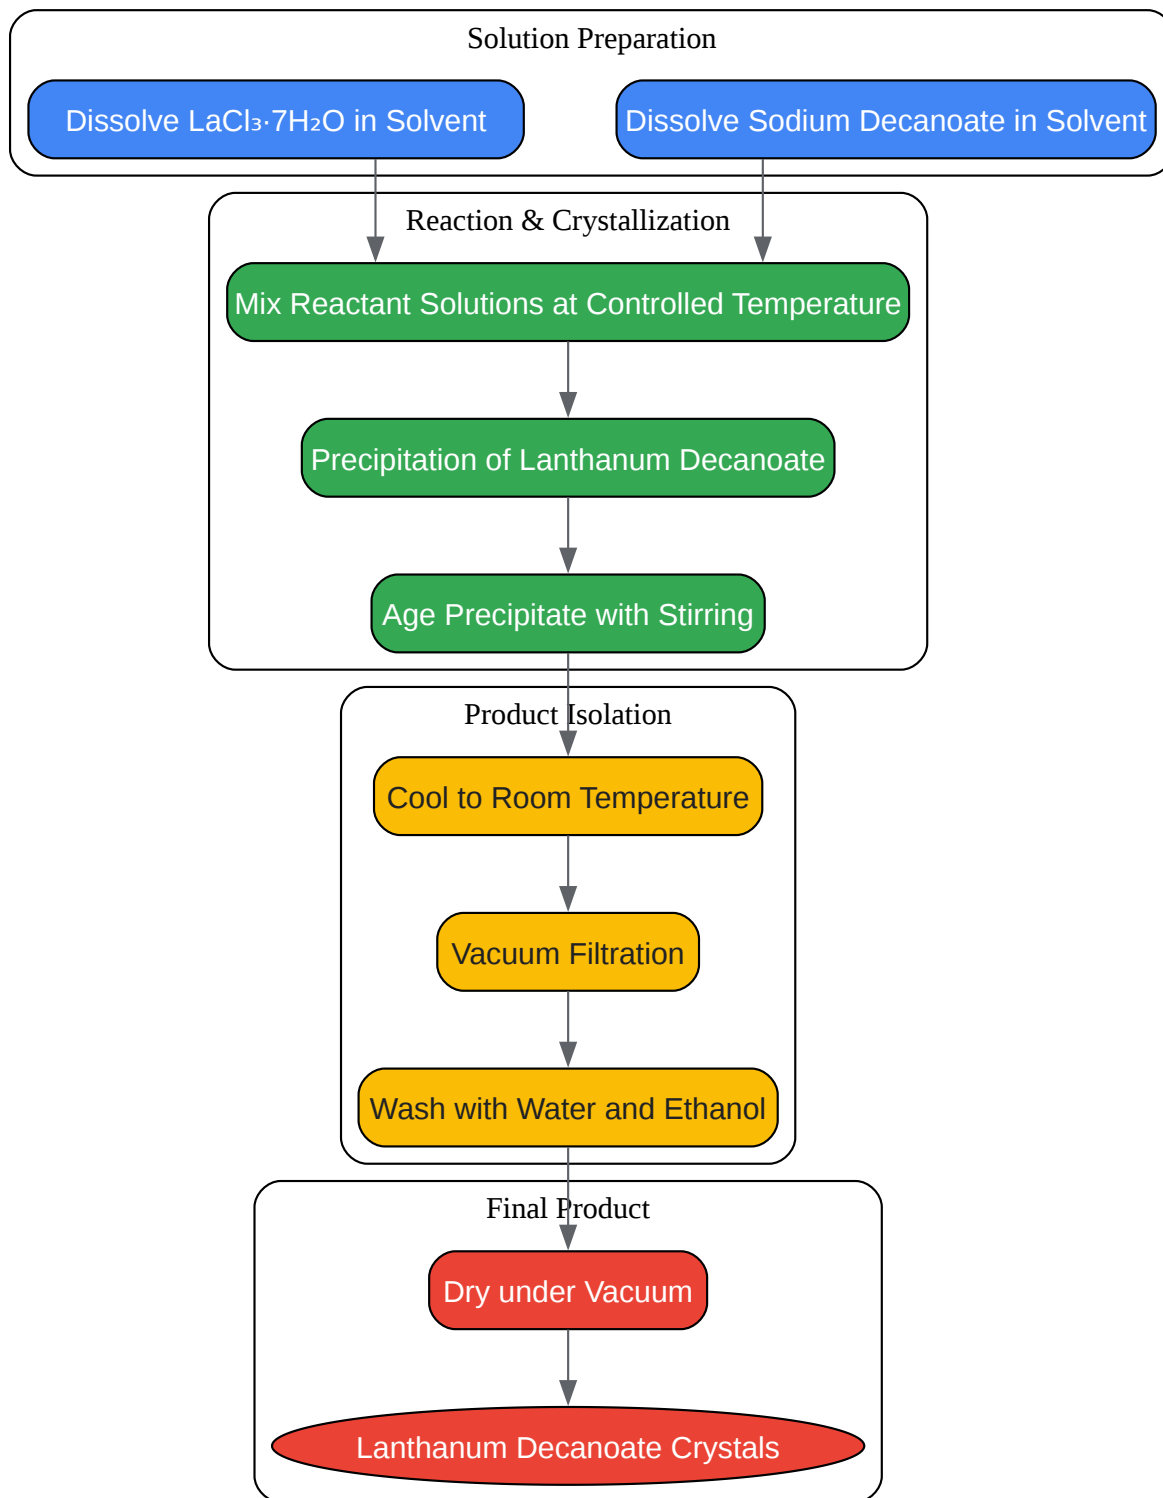 Solution Preparation
Dissolve LaCl₃·7H₂O in Solvent
Dissolve Sodium Decanoate in Solvent
Reaction & Crystallization
Mix Reactant Solutions at Controlled Temperature
Precipitation of Lanthanum Decanoate
Age Precipitate with Stirring
Product Isolation
Cool to Room Temperature
Vacuum Filtration
Wash with Water and Ethanol
Final Product
Dry under Vacuum
Lanthanum Decanoate Crystals